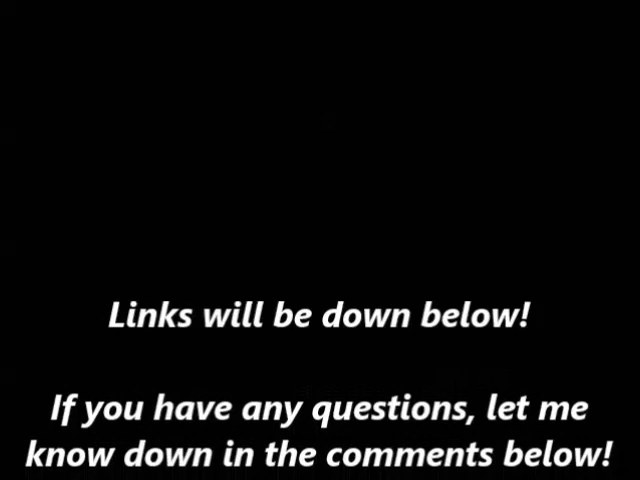 Links will be down below!
If you have any questions, let me
know down in the comments below!